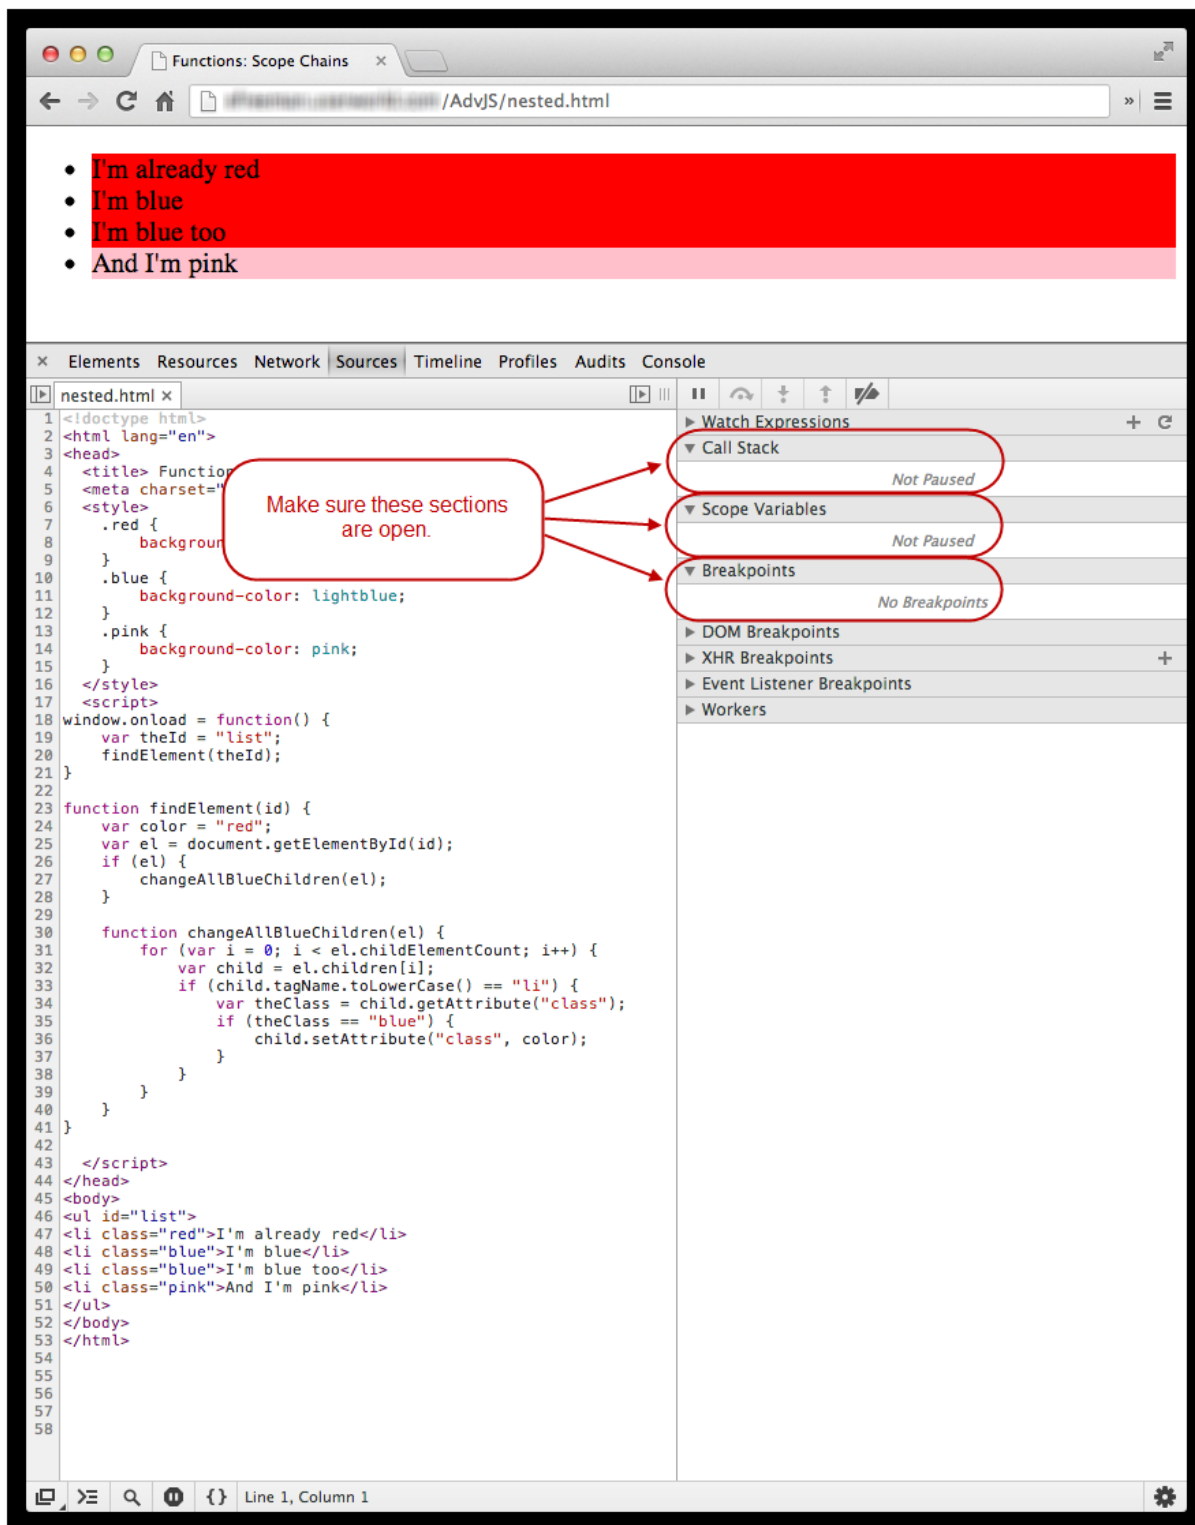 Functions: Scope Chains
/AdvJS/nested.html
I'm already red
I'm blue
I'm blue too
And I'm pink
Elements Resources Network Sources Timeline Profiles Audits Console
nested.html
1 <!doctype html>
2 <html lang="en">
3 <head>
4 <title> Function
5 <meta charset="
6 <style>
7 .red {
8 backgroun
9 }
10 .blue {
11 background-color: lightblue;
12 }
13 .pink {
14 background-color: pink;
15 }
16 </style>
17 <script>
18 window.onload = function() {
19 var theId = "list";
20 findElement(theId);
21 }
22
23 function findElement(id) {
24 var color = "red";
25 var el = document.getElementById(id);
26 if (el) {
27 changeAllBlueChildren(el);
28 }
29
30 function changeAllBlueChildren(el) {
31 for (var i = 0; i < el.childElementCount; i++) {
32 var child = el.children[i];
33 if (child.tagName.toLowerCase() == "li") {
34 var theClass = child.getAttribute("class");
35 if (theClass == "blue") {
36 child.setAttribute("class", color);
37 }
38 }
39 }
40 }
41 }
42
43 </script>
44 </head>
45 <body>
46 <ul id="list">
47 <li class="red">I'm already red</li>
48 <li class="blue">I'm blue</li>
49 <li class="blue">I'm blue too</li>
50 <li class="pink">And I'm pink</li>
51 </ul>
52 </body>
53 </html>
54
55
56
57
58
Make sure these sections
are open.
Watch Expressions
Call Stack
Not Paused
Scope Variables
Not Paused
Breakpoints
No Breakpoints
DOM Breakpoints
XHR Breakpoints
Event Listener Breakpoints
Workers
Line 1, Column 1